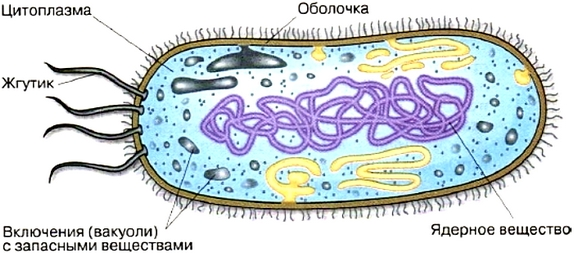 Цитоплазма
Оболочка
Жгутик
Включения (вакуоли)
с запасными веществами
Ядерное вещество